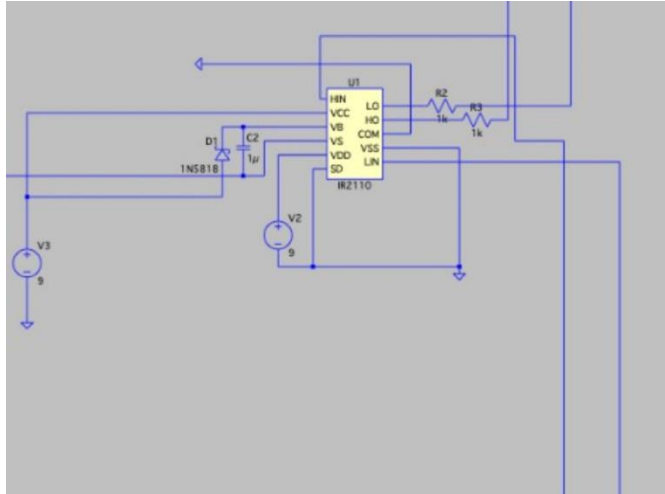 U1
HIN
VCC
VB
VS
VDD
SD
LO
HO
COM
VSS
LIN
IR2110
R2
1k
R3
1k
D1
1N5818
C2
1µ
V2
9
V3
9